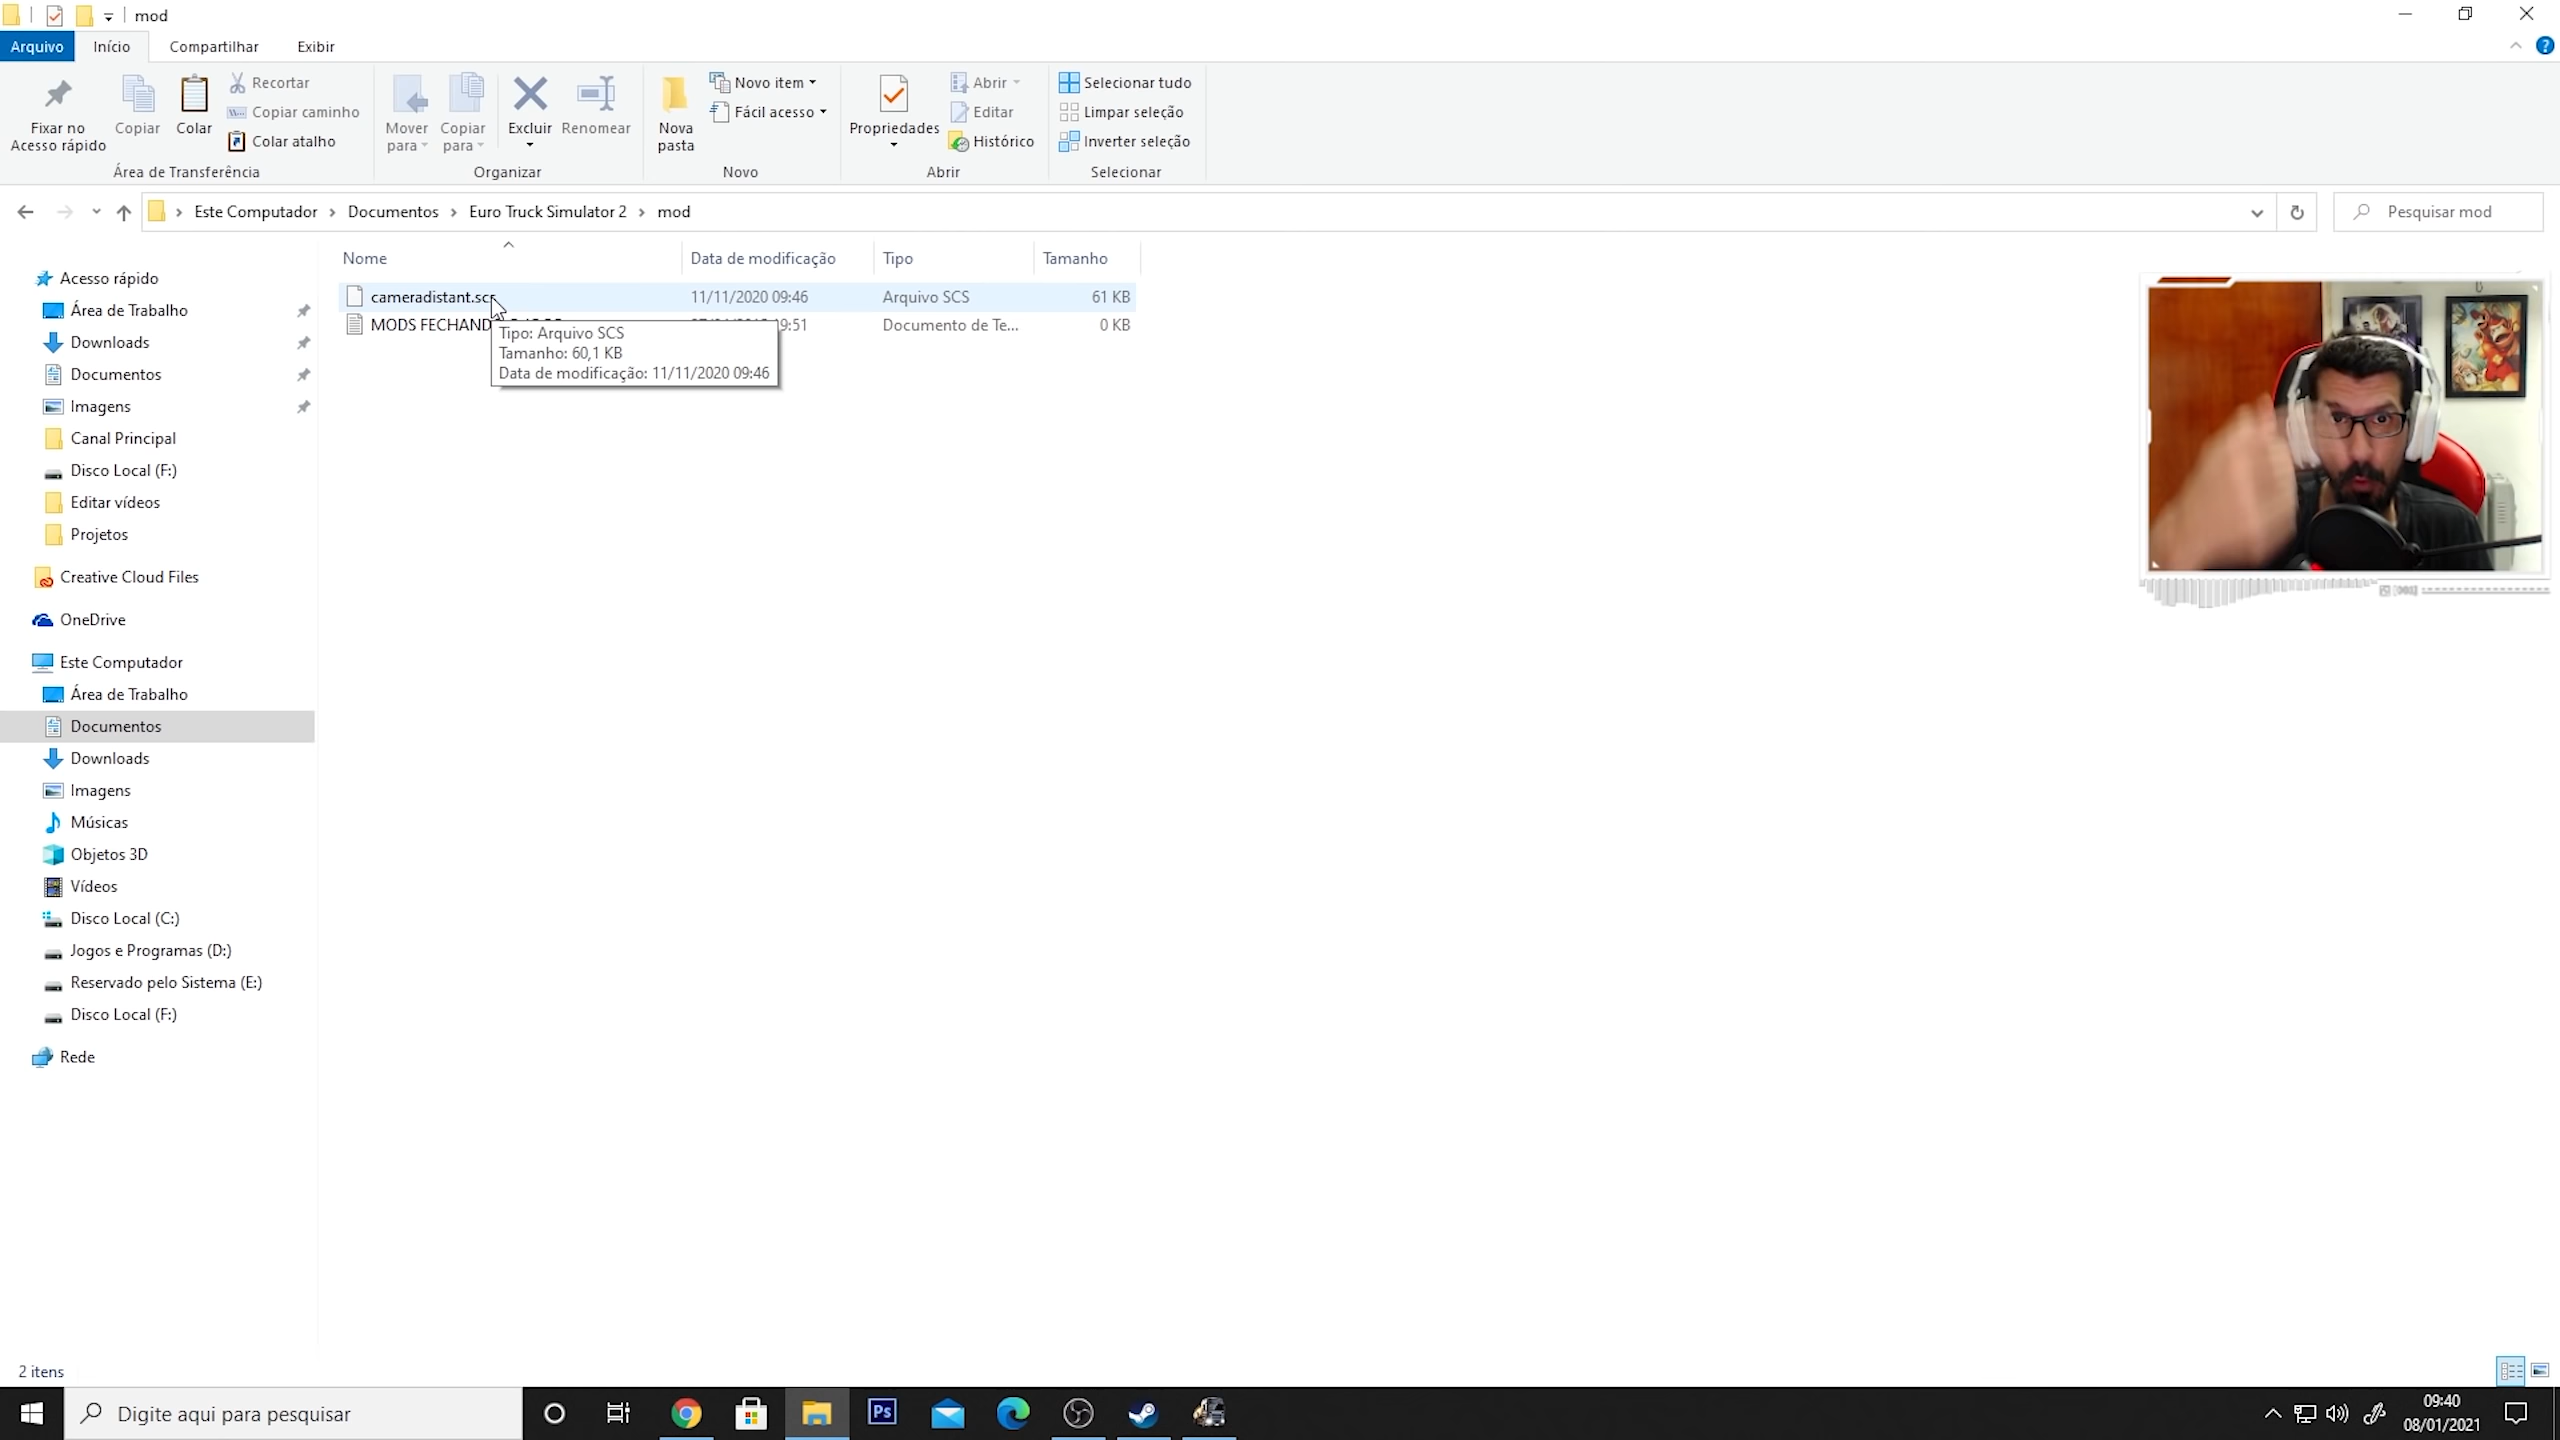 mod
Arquivo
Início
Compartilhar
Exibir
Fixar no
Acesso rápido
Copiar
Colar
Recortar
Copiar caminho
Colar atalho
Área de Transferência
Mover
para
Copiar
para
Excluir
Renomear
Organizar
Nova
pasta
Novo item
Fácil acesso
Novo
Propriedades
Abrir
Editar
Histórico
Abrir
Selecionar tudo
Limpar seleção
Inverter seleção
Selecionar
Este Computador > Documentos > Euro Truck Simulator 2 > mod
Pesquisar mod
Nome Data de modificação Tipo Tamanho
cameradistant.scs 11/11/2020 09:46 Arquivo SCS 61 KB
MODS 9:51 Documento de Te... 0 KB
Tipo: Arquivo SCS
Tamanho: 60,1 KB
Data de modificação: 11/11/2020 09:46
Acesso rápido
Área de Trabalho
Downloads
Documentos
Imagens
Canal Principal
Disco Local (F:)
Editar vídeos
Projetos
Creative Cloud Files
OneDrive
Este Computador
Área de Trabalho
Documentos
Downloads
Imagens
Músicas
Objetos 3D
Vídeos
Disco Local (C:)
Jogos e Programas (D:)
Reservado pelo Sistema (E:)
Disco Local (F:)
Rede
2 itens
Digite aqui para pesquisar
Ps
09:40
08/01/2021